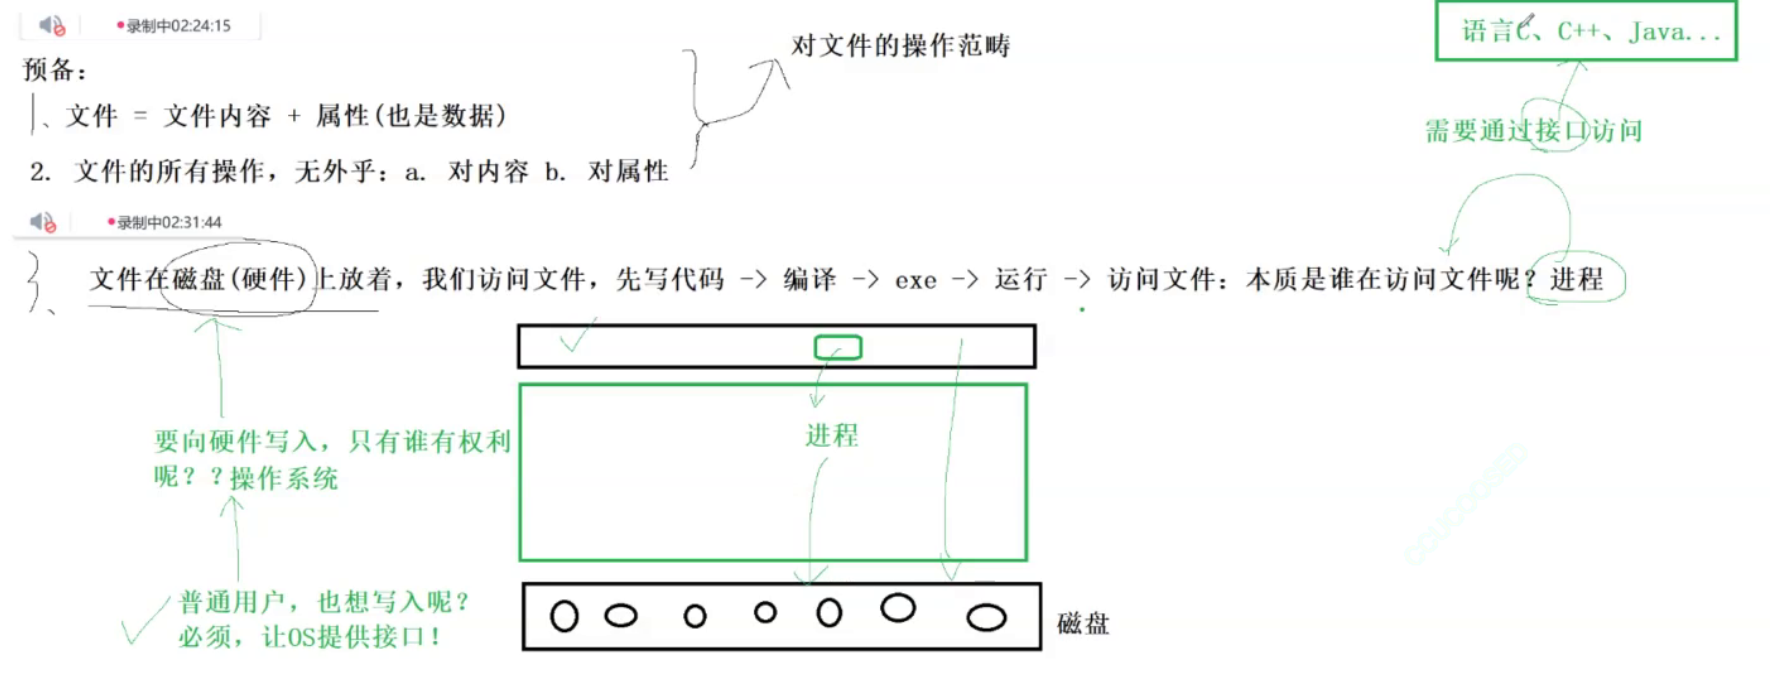 录制中02:24:15
预备：
、文件 = 文件内容 + 属性(也是数据)
2. 文件的所有操作，无外乎：a. 对内容 b. 对属性
对文件的操作范畴
语言C、C++、Java...
需要通过接口访问
录制中02:31:44
3、文件在磁盘(硬件)上放着，我们访问文件，先写代码 -> 编译 -> exe -> 运行 -> 访问文件：本质是谁在访问文件呢？进程
进程
要向硬件写入，只有谁有权利
呢？？操作系统
普通用户，也想写入呢？
必须，让OS提供接口！
磁盘